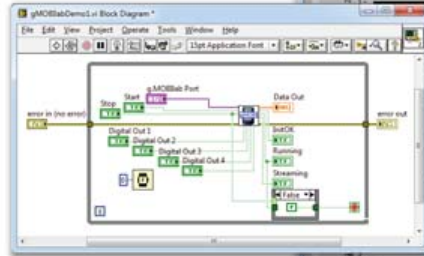 gMOBIlabDemo1.vi Block Diagram *
File Edit View Project Operate Tools Window Help
15pt Application Font
g.MOBIlab Port
Data Out
Start
Stop
error in (no error)
error out
Digital Out 1
Digital Out 2
Digital Out 3
Digital Out 4
InitOK
Running
Streaming
False